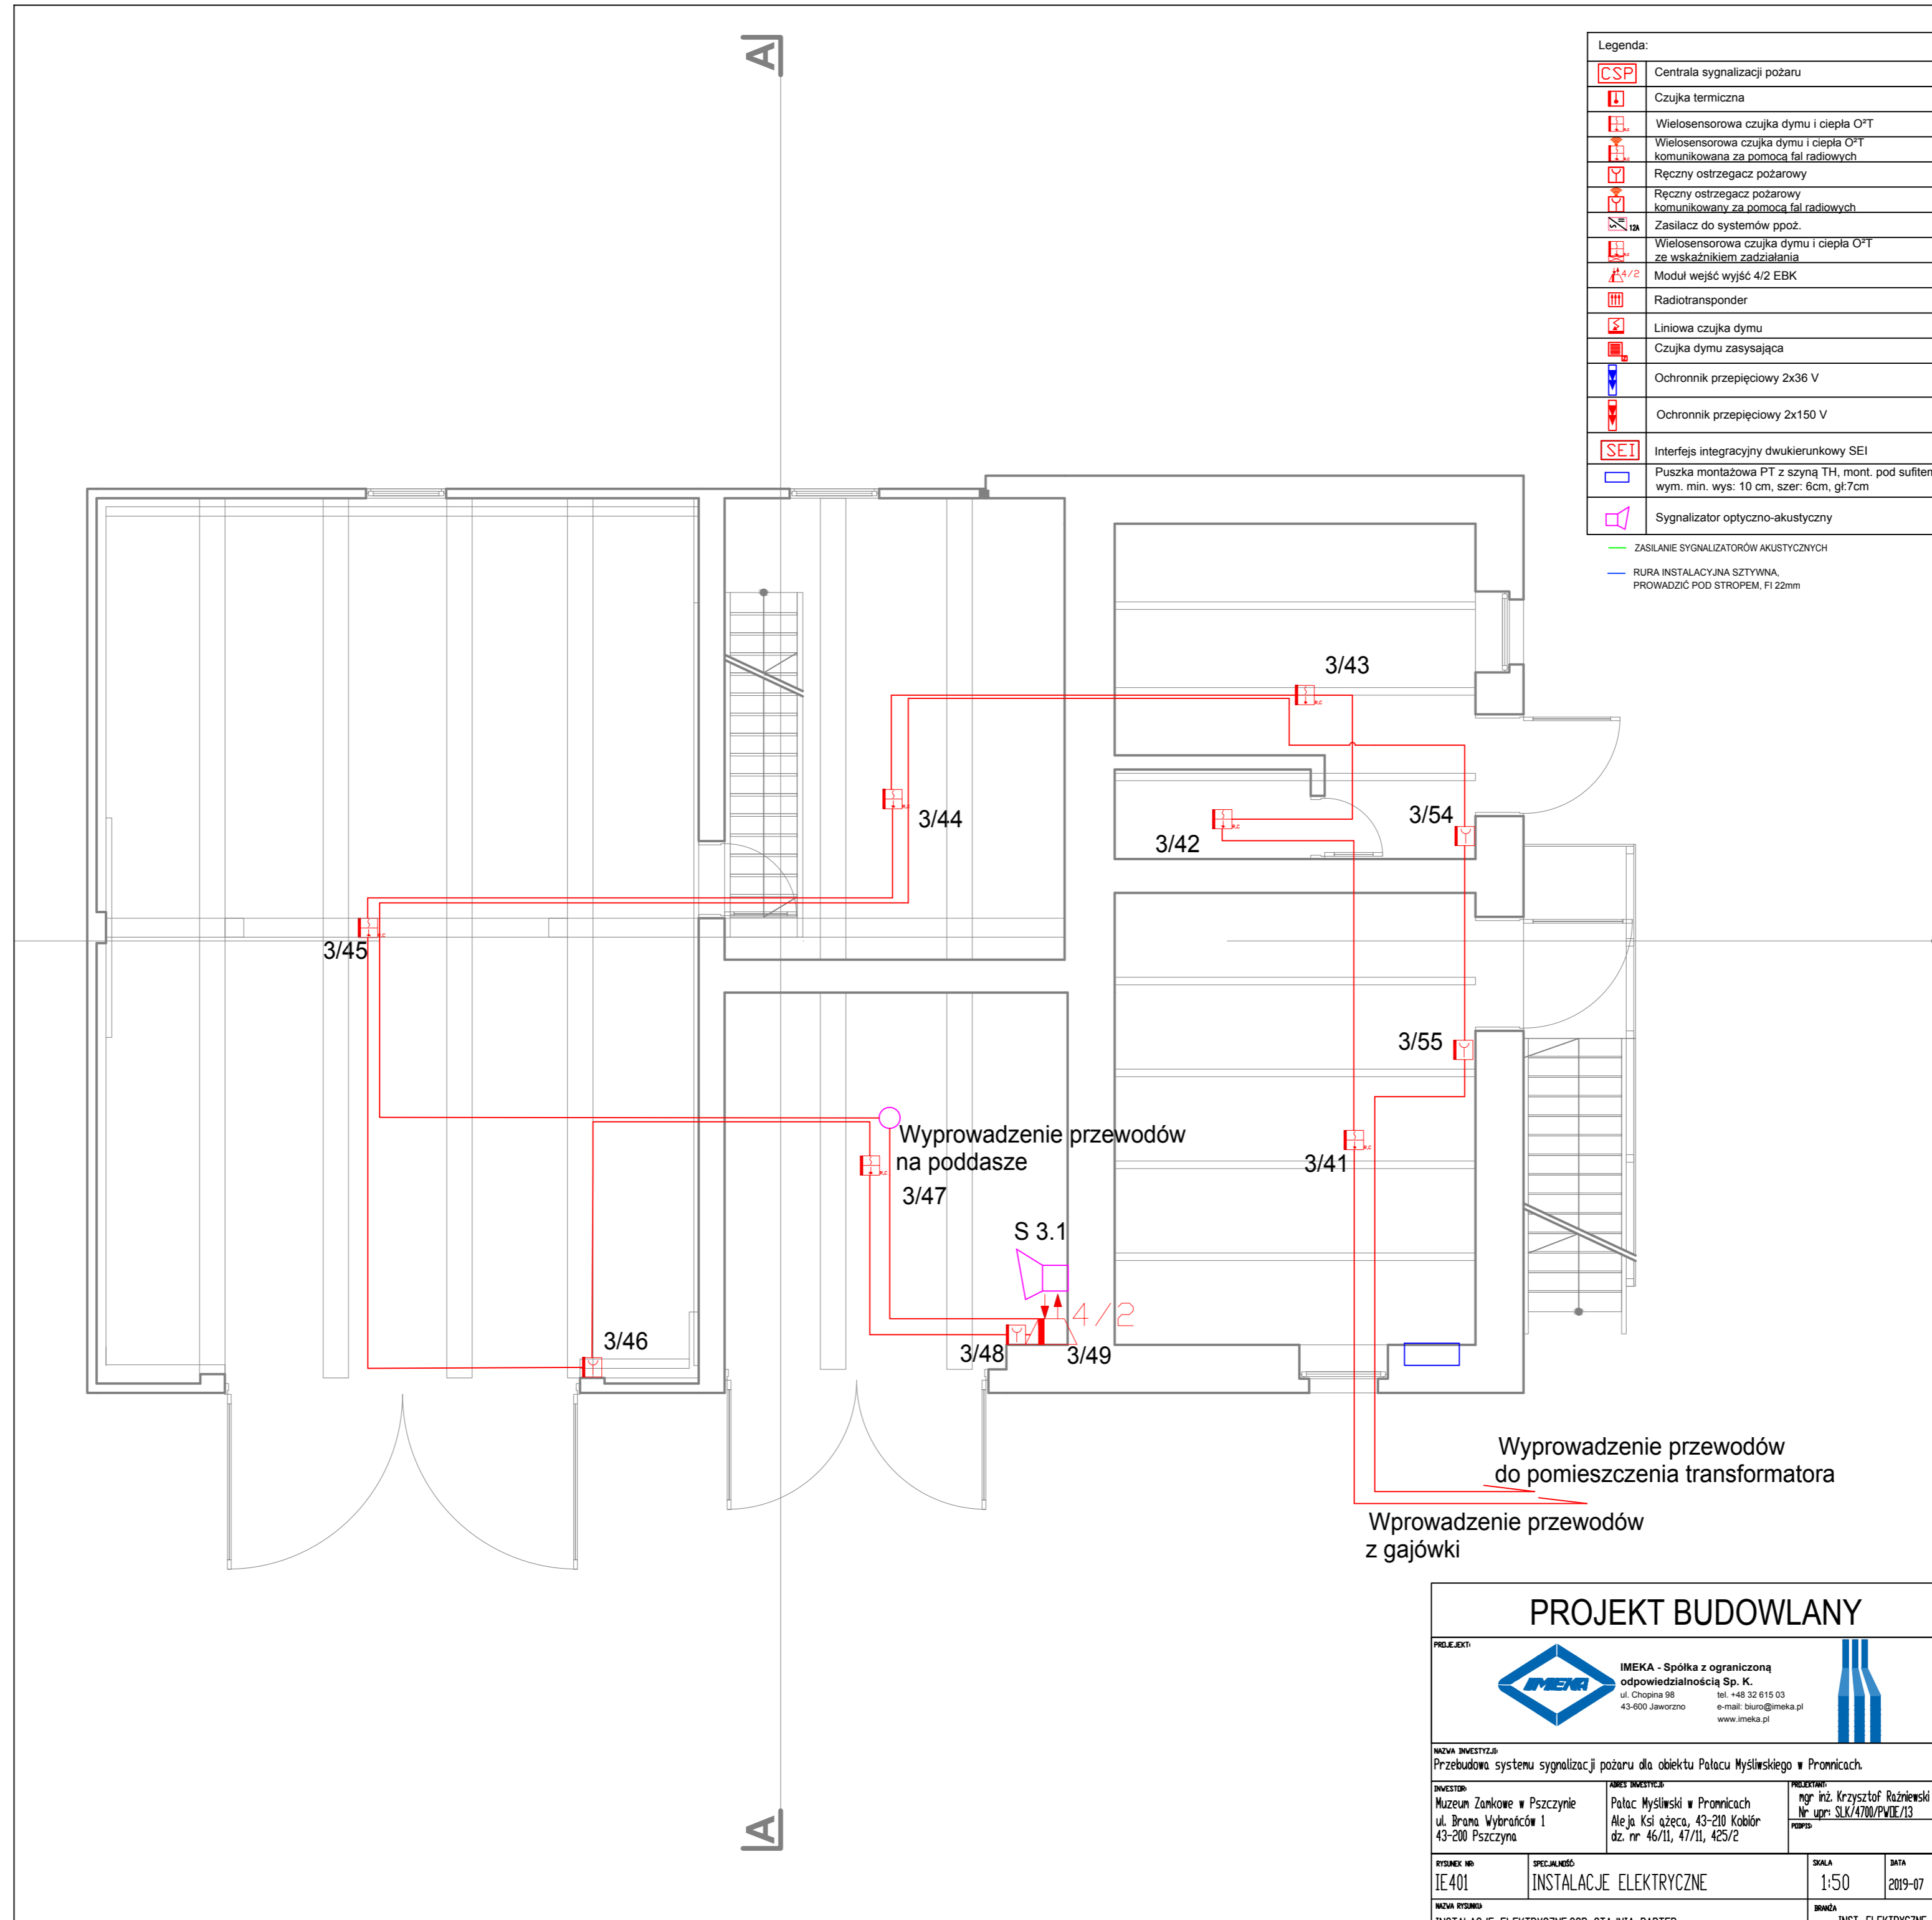 A
Legenda:
CSP Centrala sygnalizacji pożaru
Czujka termiczna
Wielosensorowa czujka dymu i ciepła O²T
Wielosensorowa czujka dymu i ciepła O²T
komunikowana za pomocą fal radiowych
Ręczny ostrzegacz pożarowy
Ręczny ostrzegacz pożarowy
komunikowany za pomocą fal radiowych
12A Zasilacz do systemów ppoż.
Wielosensorowa czujka dymu i ciepła O²T
ze wskaźnikiem zadziałania
4/2 Moduł wejść wyjść 4/2 EBK
Radiotransponder
Liniowa czujka dymu
Czujka dymu zasysająca
Ochronnik przepięciowy 2x36 V
Ochronnik przepięciowy 2x150 V
SEI Interfejs integracyjny dwukierunkowy SEI
Puszka montażowa PT z szyną TH, mont. pod sufitem
wym. min. wys: 10 cm, szer: 6cm, gł:7cm
Sygnalizator optyczno-akustyczny
ZASILANIE SYGNALIZATORÓW AKUSTYCZNYCH
RURA INSTALACYJNA SZTYWNA,
PROWADZIĆ POD STROPEM, FI 22mm
3/43
3/44
3/54
3/42
3/45
3/55
Wyprowadzenie przewodów
na poddasze
3/41
3/47
S 3.1
4/2
3/46
3/48
3/49
Wyprowadzenie przewodów
do pomieszczenia transformatora
Wprowadzenie przewodów
z gajówki
A
PROJEKT BUDOWLANY
PROJEJEKT:
IMEKA
IMEKA - Spółka z ograniczoną
odpowiedzialnością Sp. K.
ul. Chopina 98 tel. +48 32 615 03
43-600 Jaworzno e-mail: biuro@imeka.pl
www.imeka.pl
NAZWA INWESTYZJI:
Przebudowa systemu sygnalizacji pożaru dla obiektu Pałacu Myśliwskiego w Promnicach.
INWESTOR:
Muzeum Zamkowe w Pszczynie
ul. Brama Wybrańców 1
43-200 Pszczyna
ADRES INWESTYCJI:
Pałac Myśliwski w Promnicach
Aleja Ksi ążęca, 43-210 Kobiór
dz. nr 46/11, 47/11, 425/2
PROJEKTANT:
mgr inż. Krzysztof Raźniewski
Nr upr: SLK/4700/PWOE/13
PODPIS:
RYSUNEK NR:
IE401
SPECJALNOŚĆ:
INSTALACJE ELEKTRYCZNE
SKALA
1:50
DATA
2019-07
NAZWA RYSUNKU:
BRANŻA